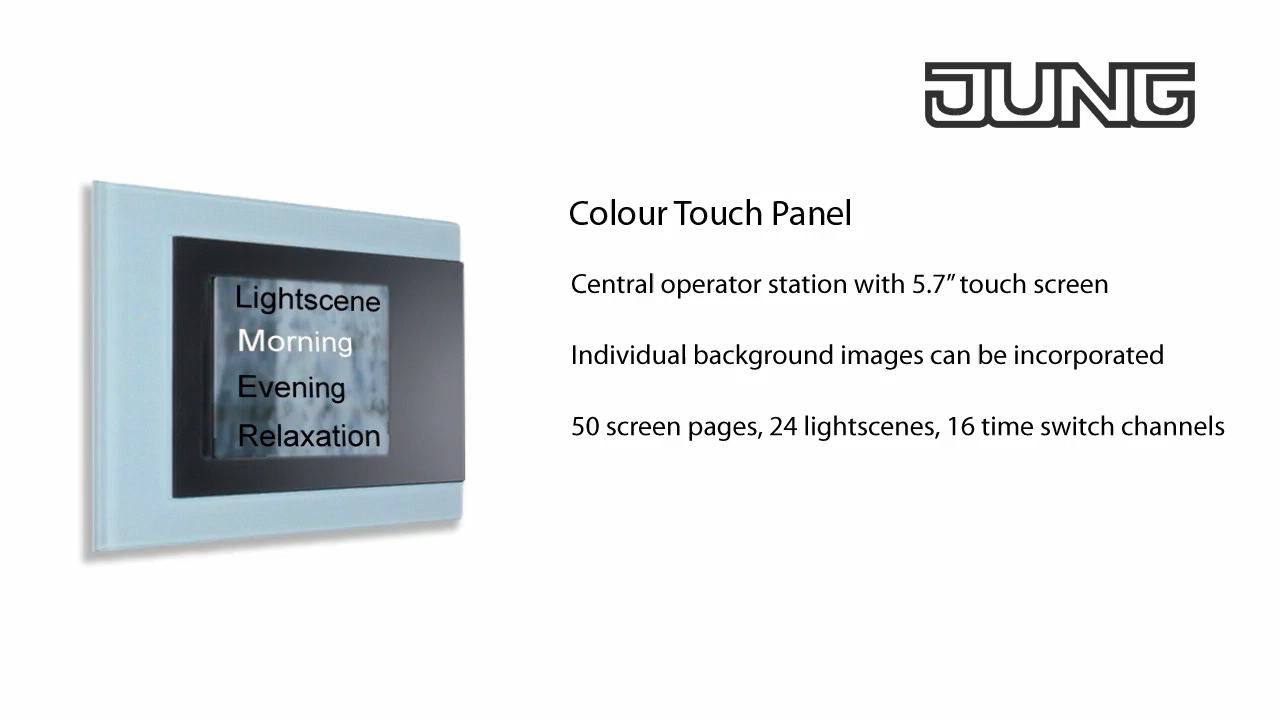 JUNG
Colour Touch Panel
Central operator station with 5.7” touch screen
Individual background images can be incorporated
50 screen pages, 24 lightscenes, 16 time switch channels
Lightscene
Morning
Evening
Relaxation